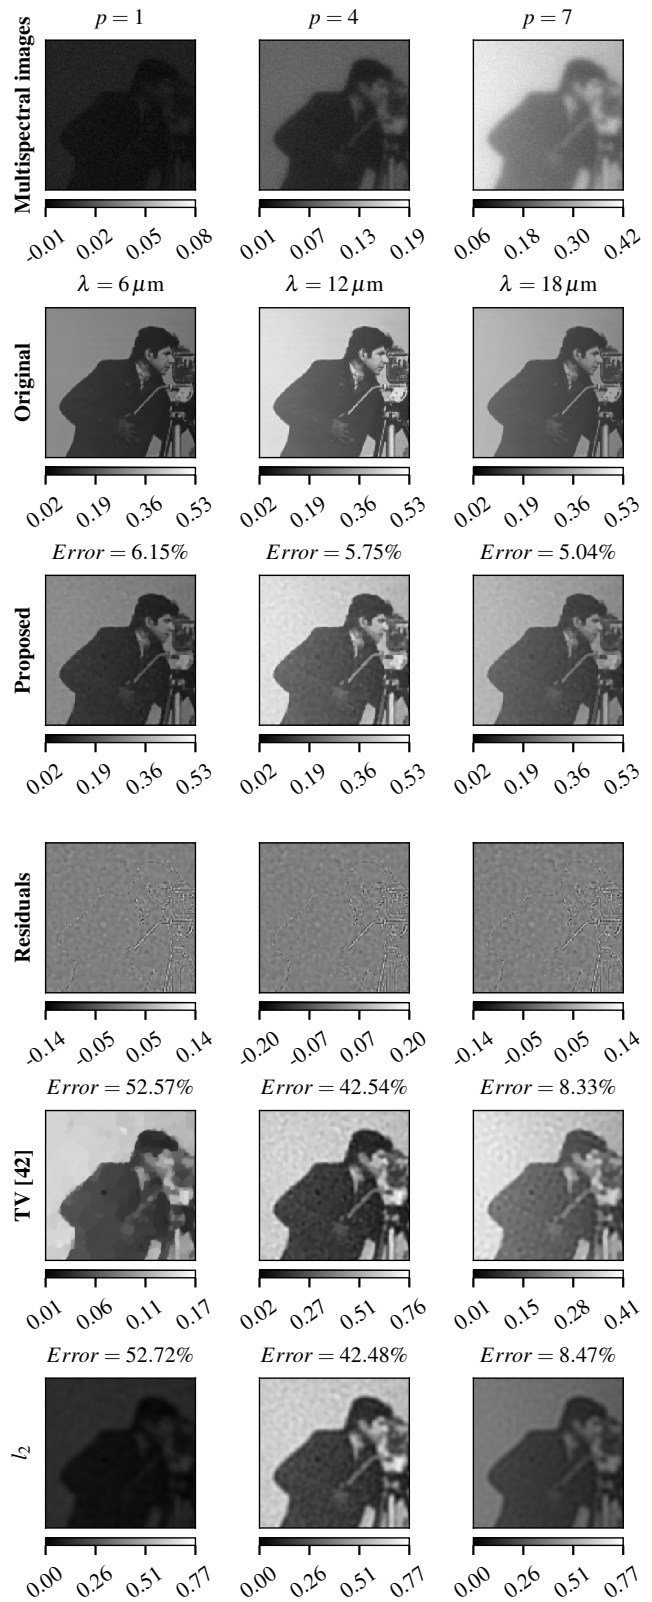 p = 1 p = 4 p = 7
Multispectral images
-0.01 0.02 0.05 0.08 0.01 0.07 0.13 0.19 0.06 0.18 0.30 0.42
λ = 6 μm λ = 12 μm λ = 18 μm
Original
0.02 0.19 0.36 0.53 0.02 0.19 0.36 0.53 0.02 0.19 0.36 0.53
Error = 6.15% Error = 5.75% Error = 5.04%
Proposed
0.02 0.19 0.36 0.53 0.02 0.19 0.36 0.53 0.02 0.19 0.36 0.53
Residuals
-0.14 -0.05 0.05 0.14 -0.20 -0.07 0.07 0.20 -0.14 -0.05 0.05 0.14
Error = 52.57% Error = 42.54% Error = 8.33%
TV [42]
0.01 0.06 0.11 0.17 0.02 0.27 0.51 0.76 0.01 0.15 0.28 0.41
Error = 52.72% Error = 42.48% Error = 8.47%
l₂
0.00 0.26 0.51 0.77 0.00 0.26 0.51 0.77 0.00 0.26 0.51 0.77